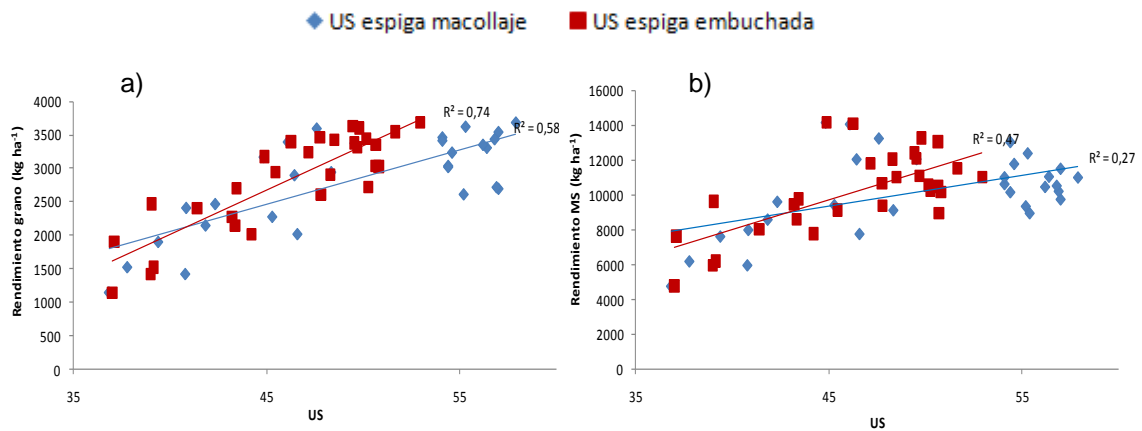 US espiga macollaje US espiga embuchada
a)
Rendimiento grano (kg ha⁻¹)
4000
3500
3000
2500
2000
1500
1000
500
0
R² = 0,74
R² = 0,58
35 45 55
US
b)
Rendimiento MS (kg ha⁻¹)
16000
14000
12000
10000
8000
6000
4000
2000
0
R² = 0,47
R² = 0,27
35 45 55
US